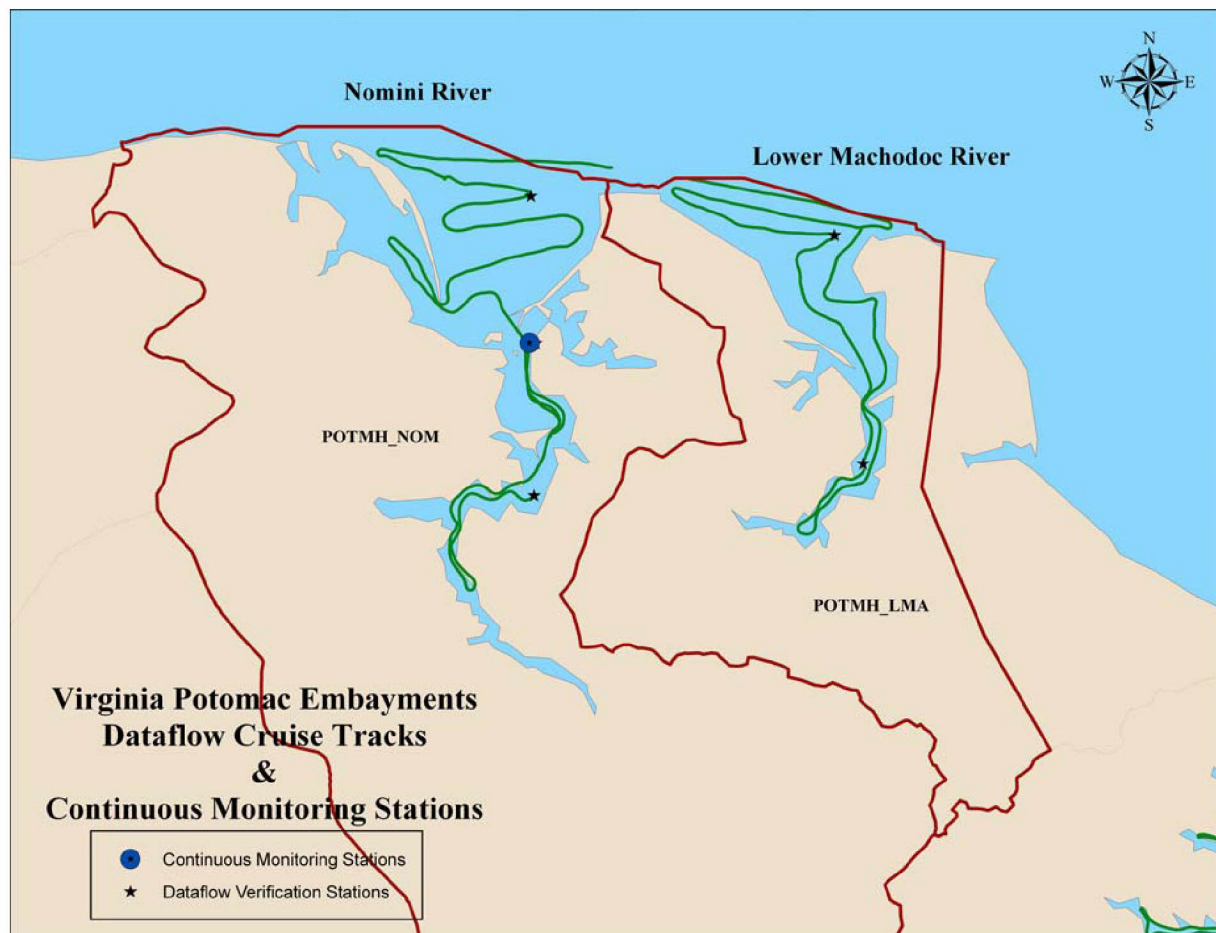 N
Nomini River
W
E
S
Lower Machodoc River
POTMH_NOM
POTMH_LMA
Virginia Potomac Embayments
Dataflow Cruise Tracks
&
Continuous Monitoring Stations
Continuous Monitoring Stations
Dataflow Verification Stations